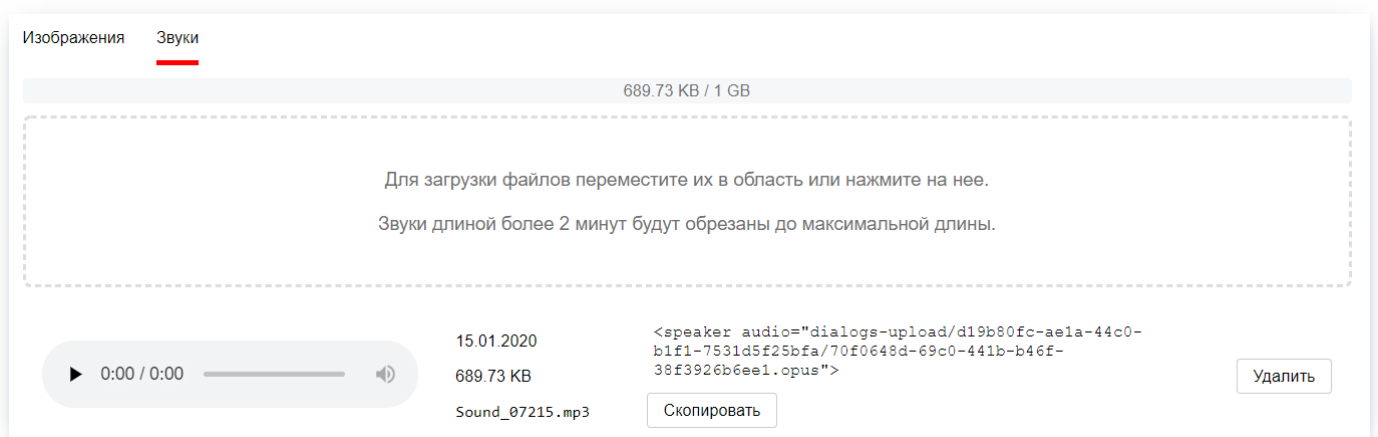 Изображения Звуки
689.73 KB / 1 GB
Для загрузки файлов переместите их в область или нажмите на нее.
Звуки длиной более 2 минут будут обрезаны до максимальной длины.
0:00 / 0:00
15.01.2020
689.73 KB
Sound_07215.mp3
<speaker audio="dialogs-upload/d19b80fc-ae1a-44c0-
b1f1-7531d5f25bfa/70f0648d-69c0-441b-b46f-
38f3926b6ee1.opus">
Скопировать
Удалить